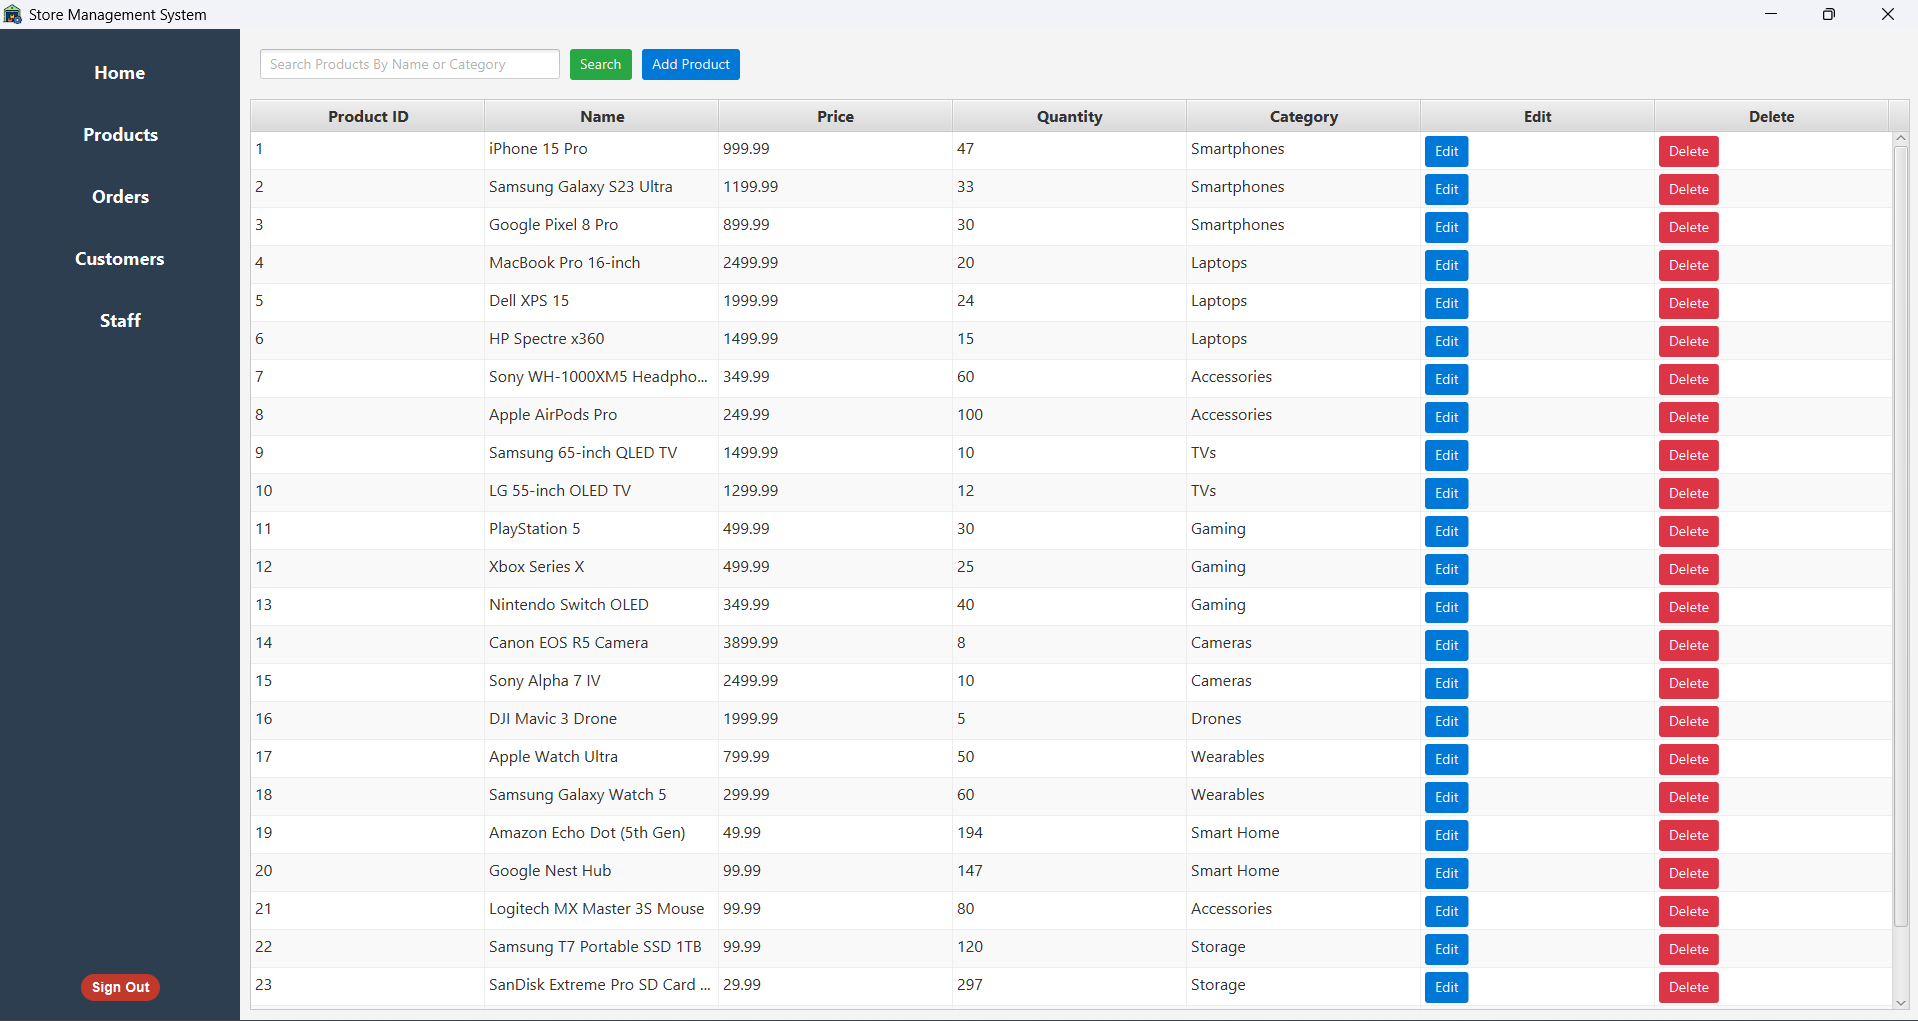 Store Management System
Home
Products
Orders
Customers
Staff
Sign Out
Search Products By Name or Category Search Add Product
Product ID Name Price Quantity Category Edit Delete
1 iPhone 15 Pro 999.99 47 Smartphones Edit Delete
2 Samsung Galaxy S23 Ultra 1199.99 33 Smartphones Edit Delete
3 Google Pixel 8 Pro 899.99 30 Smartphones Edit Delete
4 MacBook Pro 16-inch 2499.99 20 Laptops Edit Delete
5 Dell XPS 15 1999.99 24 Laptops Edit Delete
6 HP Spectre x360 1499.99 15 Laptops Edit Delete
7 Sony WH-1000XM5 Headpho... 349.99 60 Accessories Edit Delete
8 Apple AirPods Pro 249.99 100 Accessories Edit Delete
9 Samsung 65-inch QLED TV 1499.99 10 TVs Edit Delete
10 LG 55-inch OLED TV 1299.99 12 TVs Edit Delete
11 PlayStation 5 499.99 30 Gaming Edit Delete
12 Xbox Series X 499.99 25 Gaming Edit Delete
13 Nintendo Switch OLED 349.99 40 Gaming Edit Delete
14 Canon EOS R5 Camera 3899.99 8 Cameras Edit Delete
15 Sony Alpha 7 IV 2499.99 10 Cameras Edit Delete
16 DJI Mavic 3 Drone 1999.99 5 Drones Edit Delete
17 Apple Watch Ultra 799.99 50 Wearables Edit Delete
18 Samsung Galaxy Watch 5 299.99 60 Wearables Edit Delete
19 Amazon Echo Dot (5th Gen) 49.99 194 Smart Home Edit Delete
20 Google Nest Hub 99.99 147 Smart Home Edit Delete
21 Logitech MX Master 3S Mouse 99.99 80 Accessories Edit Delete
22 Samsung T7 Portable SSD 1TB 99.99 120 Storage Edit Delete
23 SanDisk Extreme Pro SD Card ... 29.99 297 Storage Edit Delete